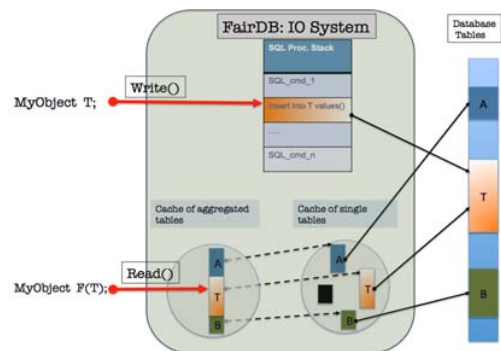 FairDB: IO System
Database
Tables
SQL Proc. Stack
SQL_cmd_1
Write()
MyObject T;
Insert into T values()
....
SQL_cmd_n
A
T
B
Cache of aggregated
tables
Cache of single
tables
A
T
B
A
T
B
Read()
MyObject F(T);